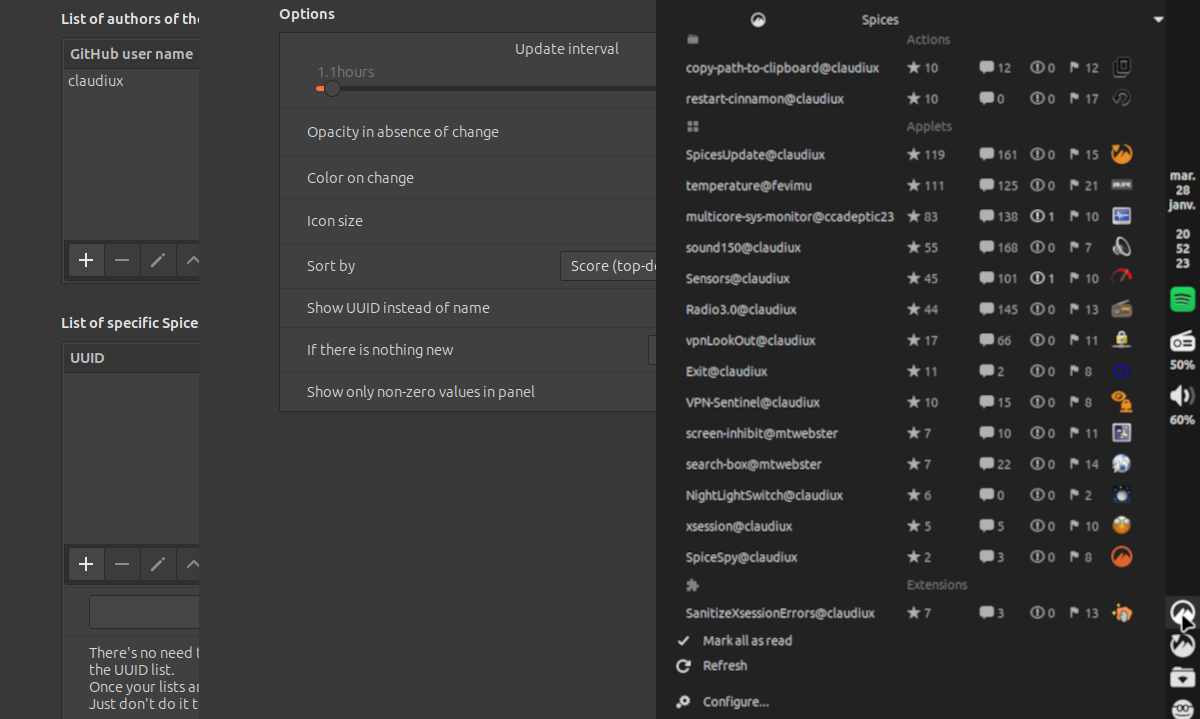 List of authors of the
GitHub user name
claudiux
List of specific Spices
UUID
There's no need t
the UUID list.
Once your lists ar
Just don't do it to
Options
Update interval
1.1hours
Opacity in absence of change
Color on change
Icon size
Sort by
Score (top-do
Show UUID instead of name
If there is nothing new
Show only non-zero values in panel
Spices
Actions
copy-path-to-clipboard@claudiux 10 12 0 12
restart-cinnamon@claudiux 10 0 0 17
Applets
SpicesUpdate@claudiux 119 161 0 15
temperature@fevimu 111 125 0 21
multicore-sys-monitor@ccadeptic23 83 138 1 10
sound150@claudiux 55 168 0 7
Sensors@claudiux 45 101 1 10
Radio3.0@claudiux 44 145 0 13
vpnLookOut@claudiux 17 66 0 11
Exit@claudiux 11 2 0 8
VPN-Sentinel@claudiux 10 15 0 8
screen-inhibit@mtwebster 7 10 0 11
search-box@mtwebster 7 22 0 14
NightLightSwitch@claudiux 6 0 0 2
xsession@claudiux 5 5 0 10
SpiceSpy@claudiux 2 3 0 8
Extensions
SanitizeXsessionErrors@claudiux 7 3 0 13
Mark all as read
Refresh
Configure...
mar.
28
janv.
20
52
23
50%
60%